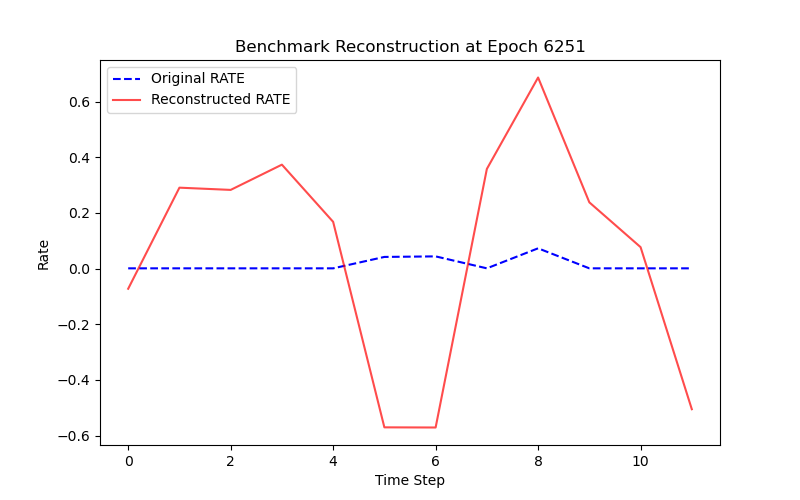 Benchmark Reconstruction at Epoch 6251
Original RATE
Reconstructed RATE
Rate
0.6
0.4
0.2
0.0
−0.2
−0.4
−0.6
0 2 4 6 8 10
Time Step